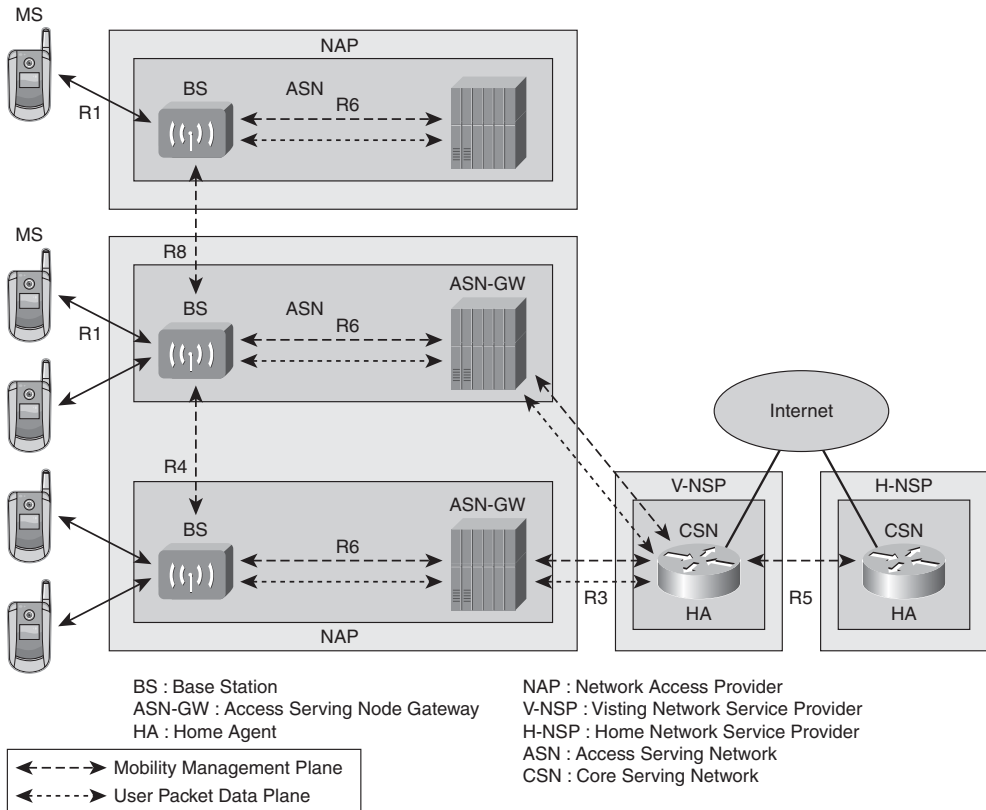 MS
NAP
BS
ASN
R6
R1
MS
R8
ASN-GW
BS
ASN
R6
R1
Internet
R4
V-NSP
H-NSP
ASN-GW
BS
CSN
CSN
R6
R3
HA
R5
HA
NAP
BS : Base Station
ASN-GW : Access Serving Node Gateway
HA : Home Agent
NAP : Network Access Provider
V-NSP : Visting Network Service Provider
H-NSP : Home Network Service Provider
ASN : Access Serving Network
CSN : Core Serving Network
Mobility Management Plane
User Packet Data Plane